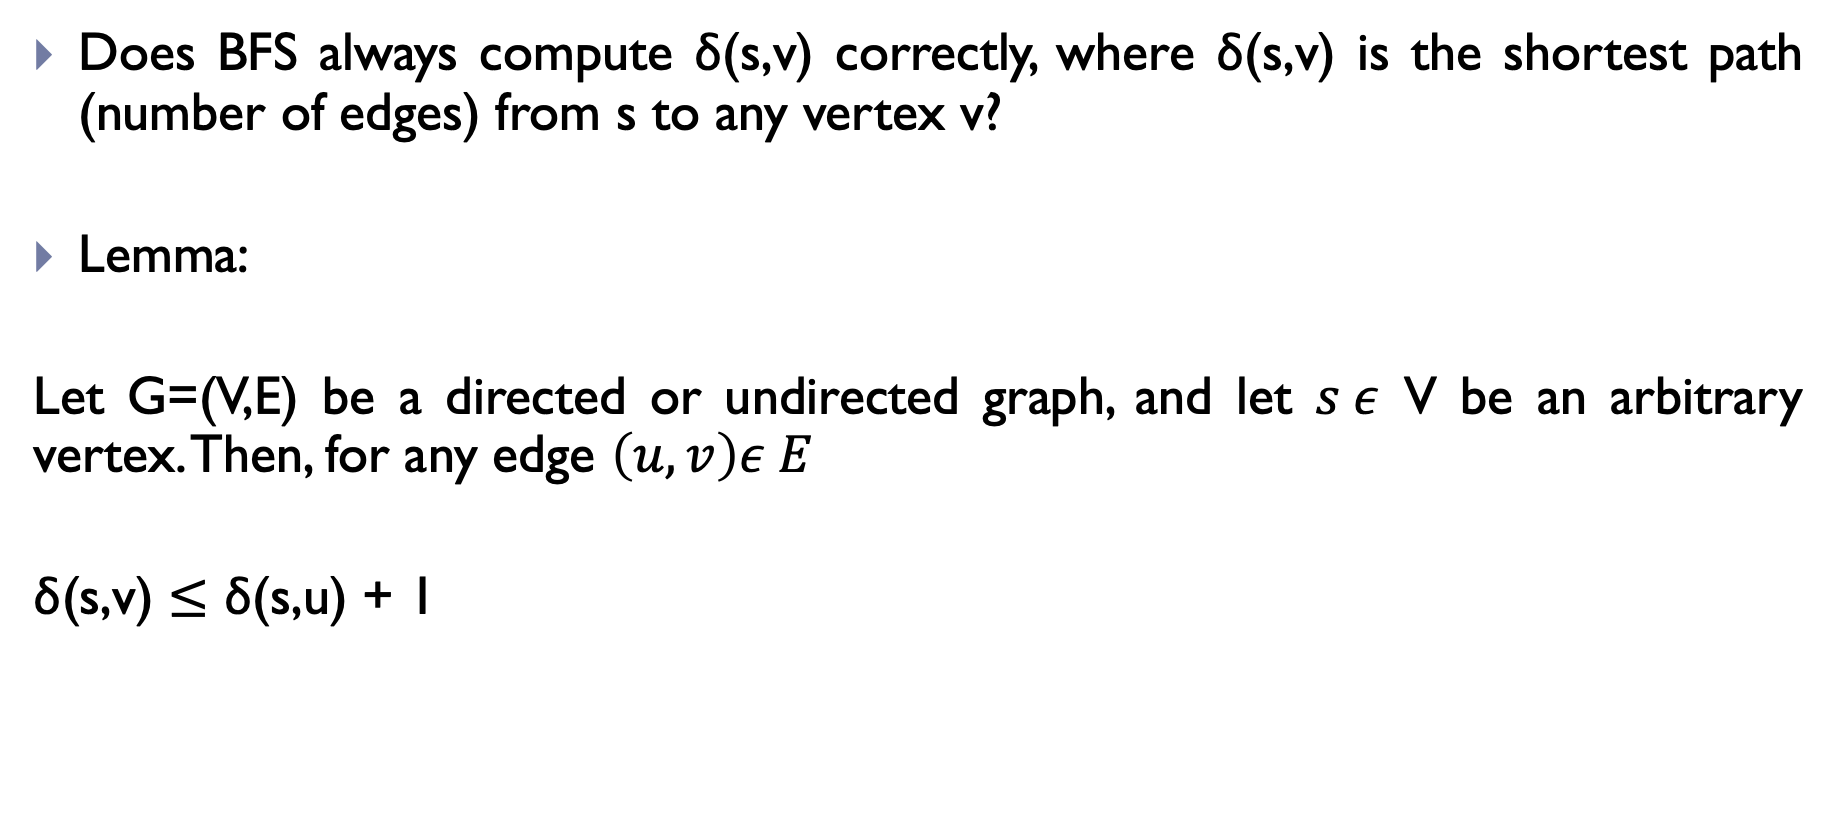 Does BFS always compute δ(s,v) correctly, where δ(s,v) is the shortest path
(number of edges) from s to any vertex v?
Lemma:
Let G=(V,E) be a directed or undirected graph, and let s ϵ V be an arbitrary
vertex. Then, for any edge (u, v)ϵ E
δ(s,v) ≤ δ(s,u) + 1